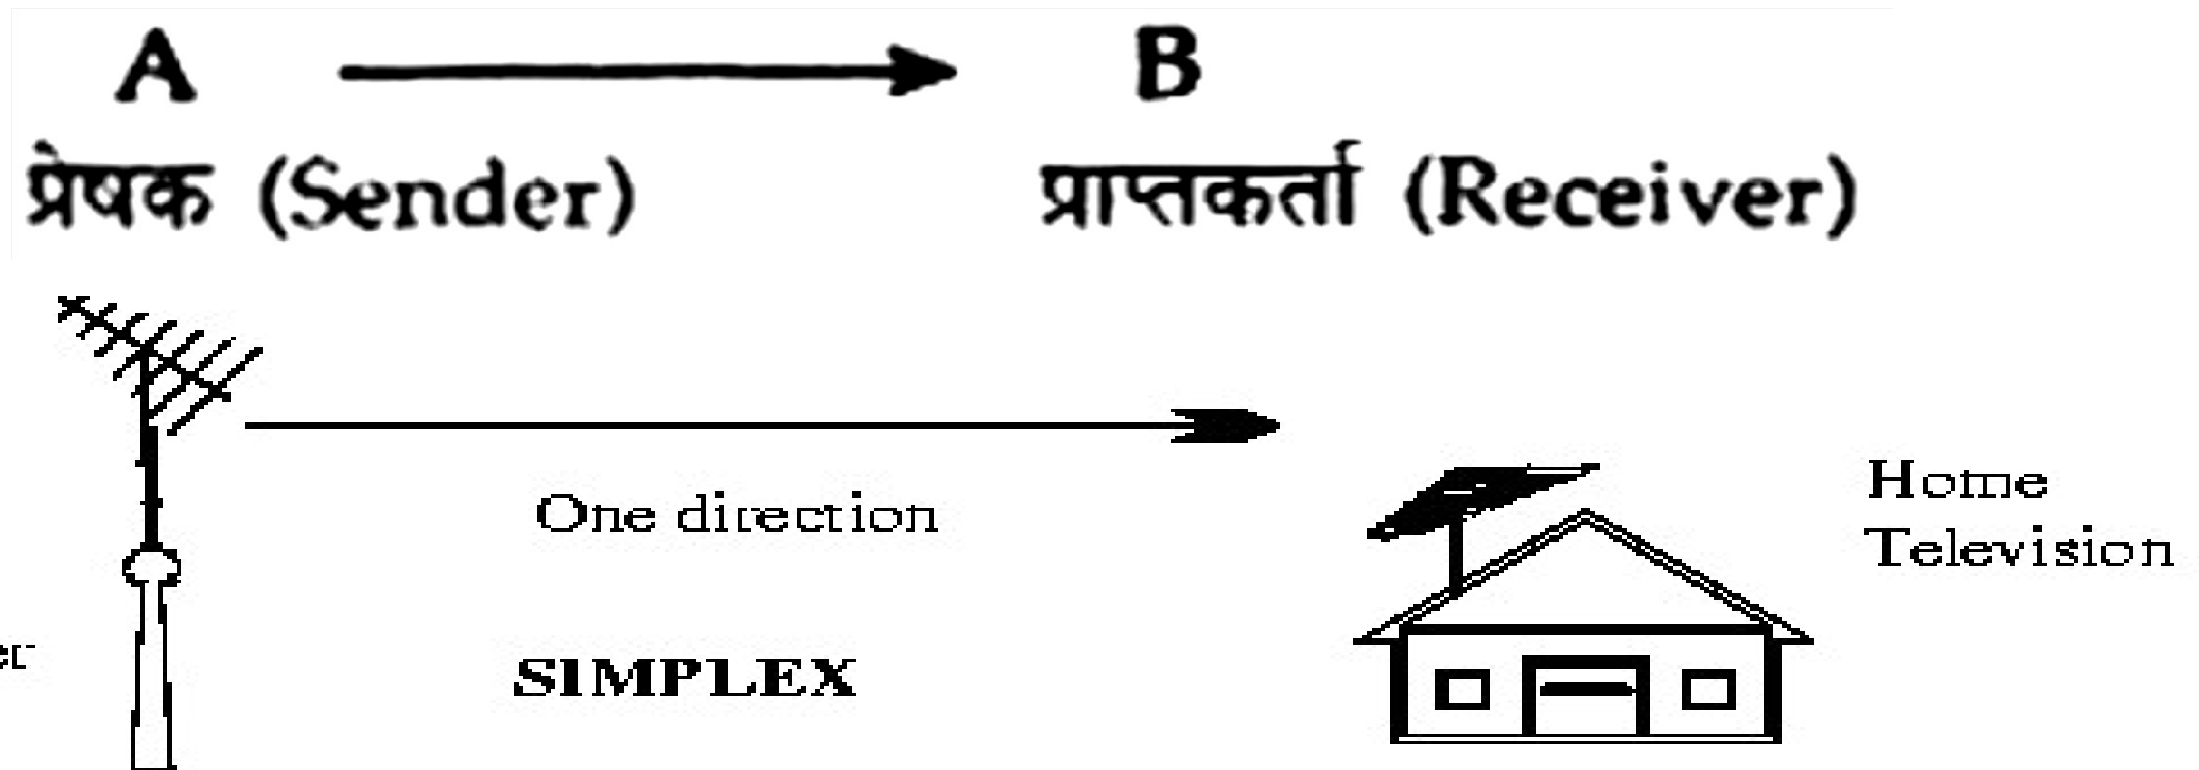 A B
प्रेषक (Sender) प्राप्तकर्ता (Receiver)
One direction
Home
Television
SIMPLEX